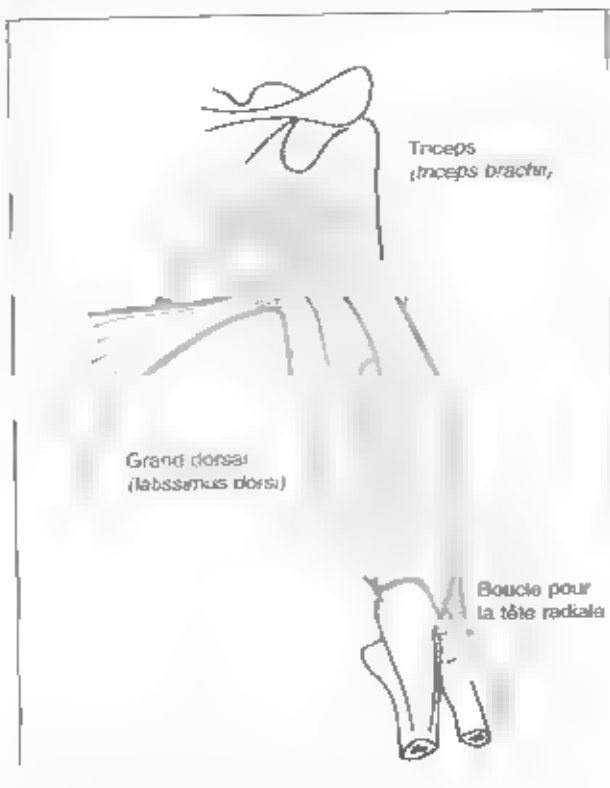 Triceps
(triceps brachii)
Grand dorsal
(latissimus dorsi)
Boucle pour
la tête radiale